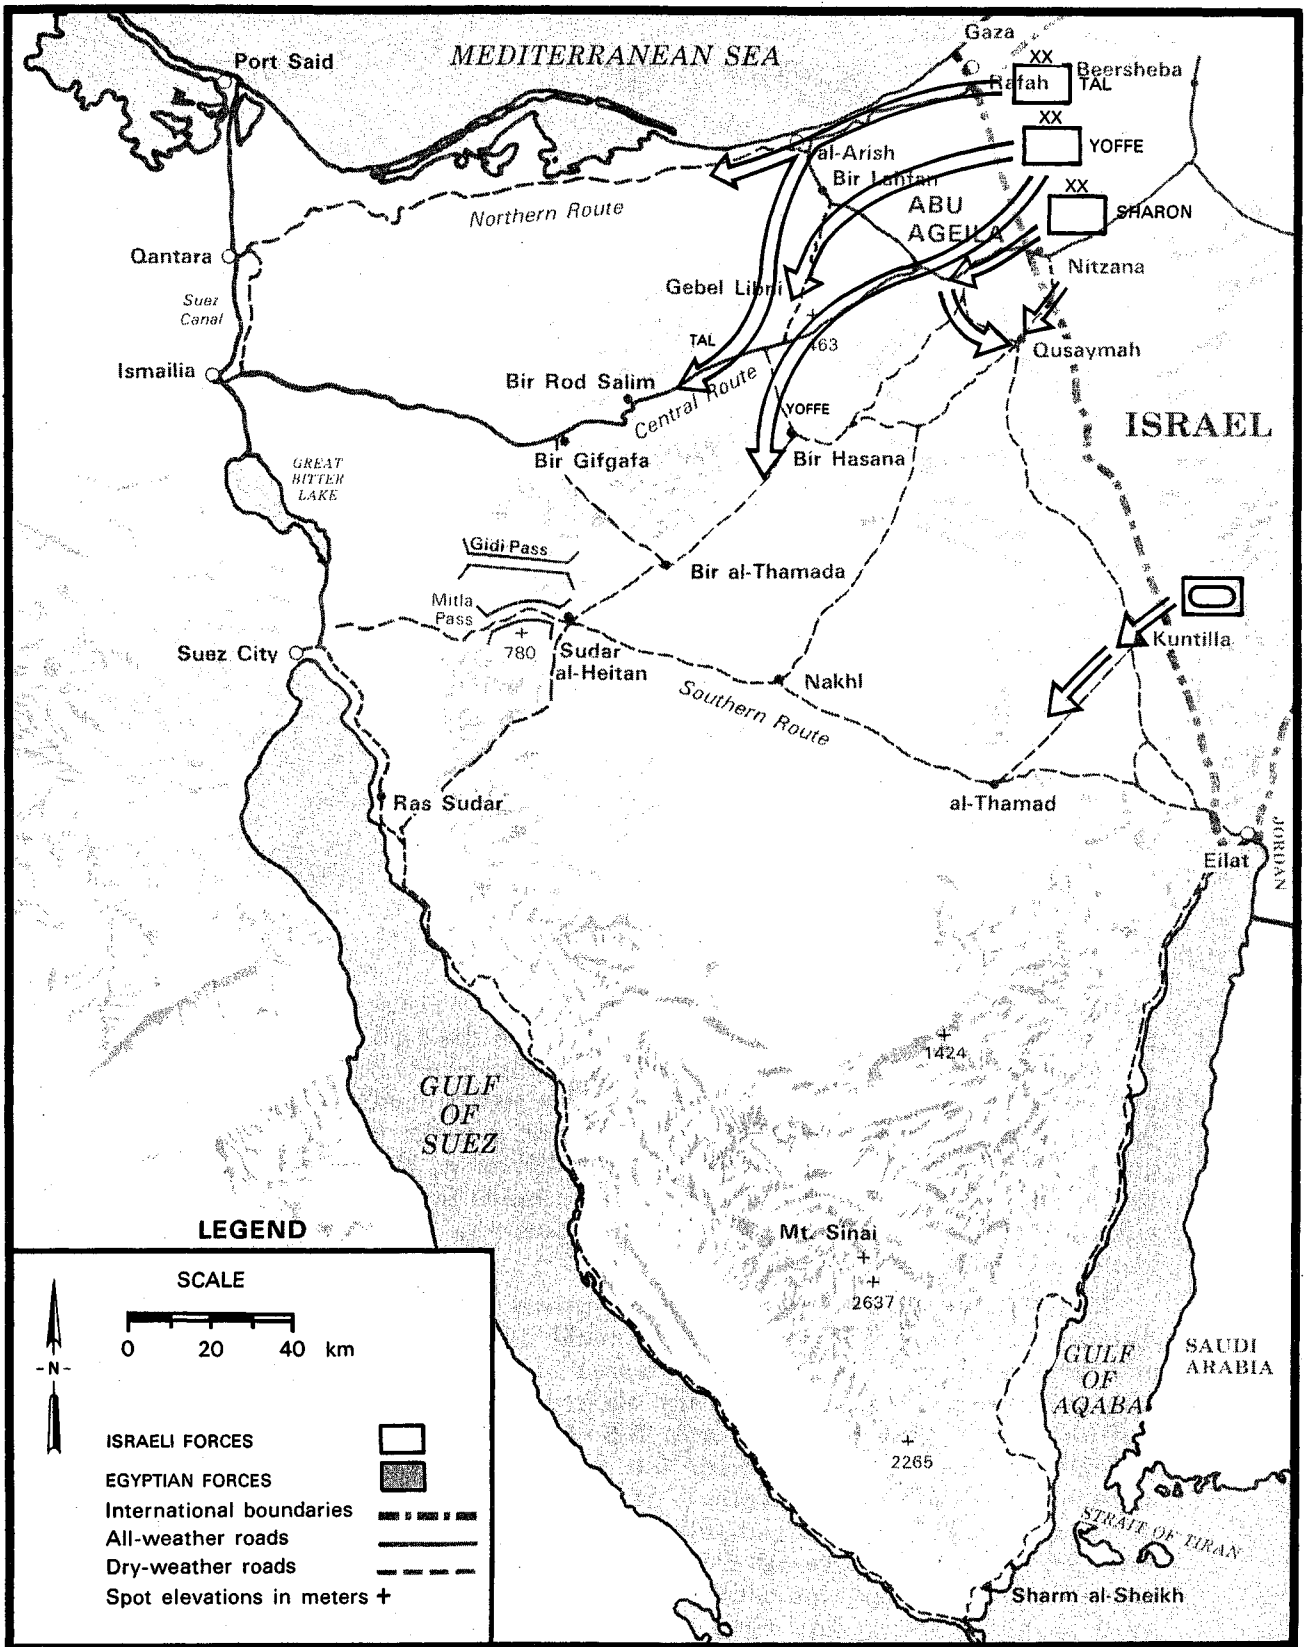 MEDITERRANEAN SEA
Gaza
Port Said
XX
Rafah
Beersheba
TAL
XX
YOFFE
al-Arish
Bir Lahfan
XX
SHARON
ABU
AGEILA
Northern Route
Qantara
Nitzana
Suez
Canal
Gebel Libni
TAL
463
Qusaymah
Ismailia
Bir Rod Salim
Central Route
YOFFE
ISRAEL
Bir Gifgafa
Bir Hasana
GREAT
BITTER
LAKE
Gidi Pass
Bir al-Thamada
Mitla
Pass
780
Kuntilla
Suez City
Sudar
al-Heitan
Nakhl
Southern Route
Ras Sudar
al-Thamad
JORDAN
Eilat
1424
GULF
OF
SUEZ
Mt. Sinai
2637
GULF
OF
AQABA
SAUDI
ARABIA
2265
STRAIT OF TIRAN
Sharm al-Sheikh
LEGEND
SCALE
0 20 40 km
-N-
ISRAELI FORCES
EGYPTIAN FORCES
International boundaries
All-weather roads
Dry-weather roads
Spot elevations in meters +